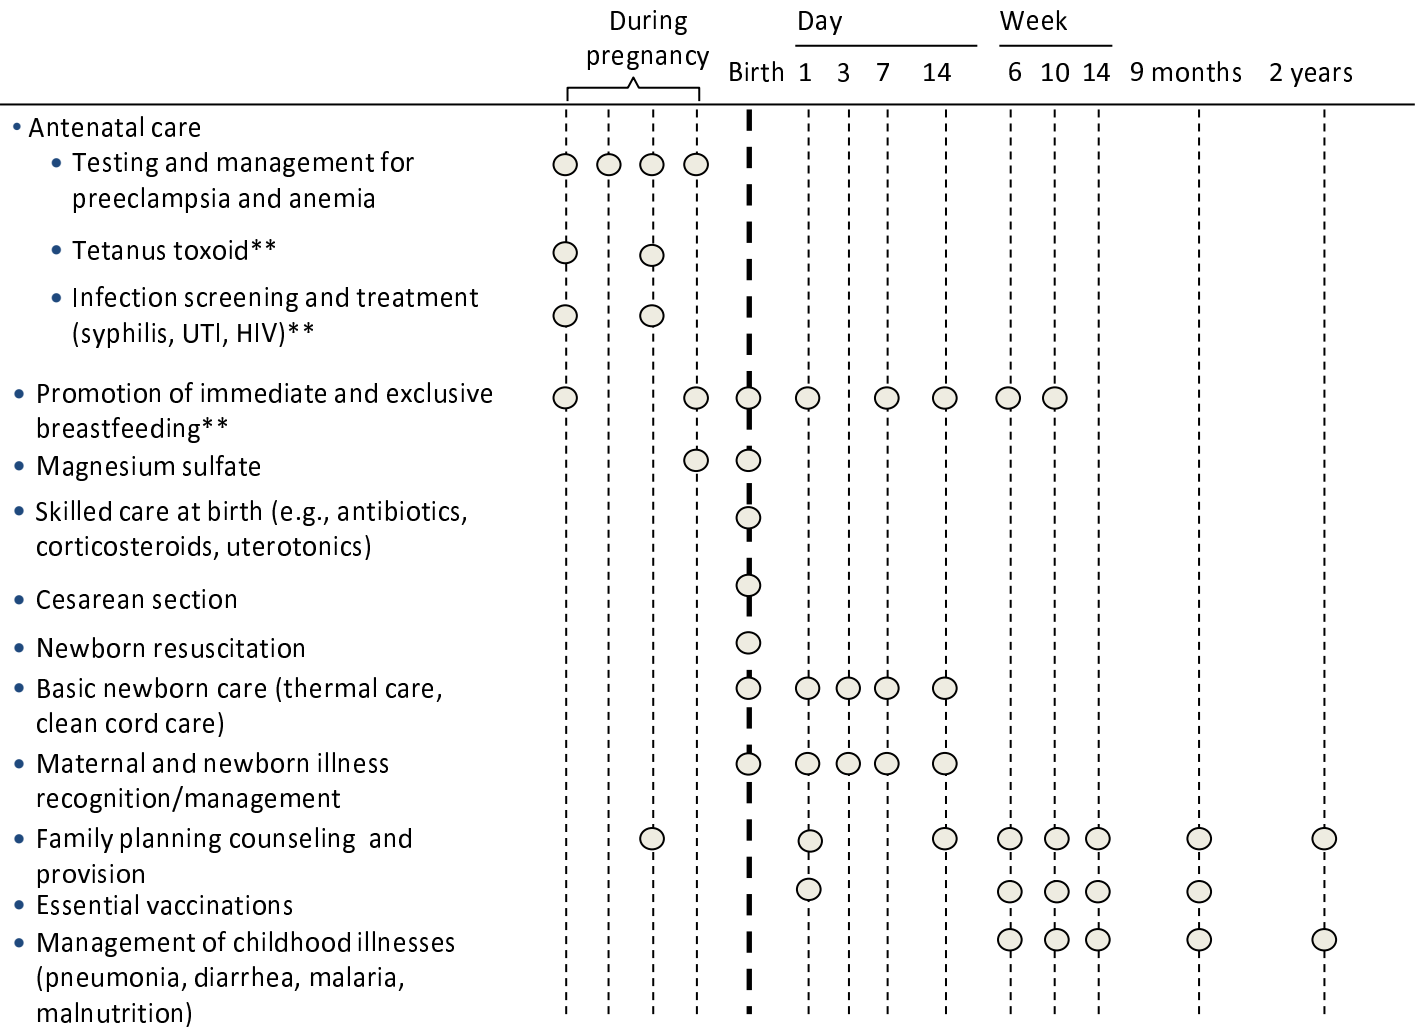 During
pregnancy
Day
Week
Birth 1 3 7 14 6 10 14 9 months 2 years
• Antenatal care
• Testing and management for
preeclampsia and anemia
• Tetanus toxoid**
• Infection screening and treatment
(syphilis, UTI, HIV)**
• Promotion of immediate and exclusive
breastfeeding**
• Magnesium sulfate
• Skilled care at birth (e.g., antibiotics,
corticosteroids, uterotonics)
• Cesarean section
• Newborn resuscitation
• Basic newborn care (thermal care,
clean cord care)
• Maternal and newborn illness
recognition/management
• Family planning counseling and
provision
• Essential vaccinations
• Management of childhood illnesses
(pneumonia, diarrhea, malaria,
malnutrition)